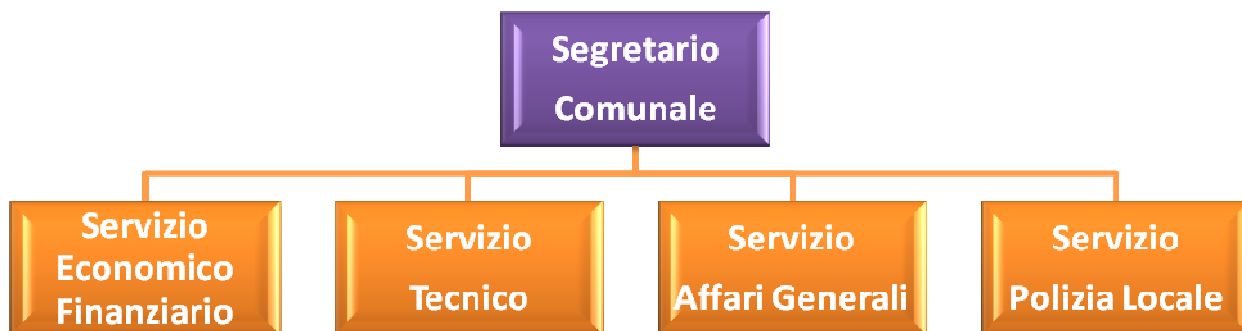 Segretario
Comunale
Servizio
Economico
Finanziario
Servizio
Tecnico
Servizio
Affari Generali
Servizio
Polizia Locale